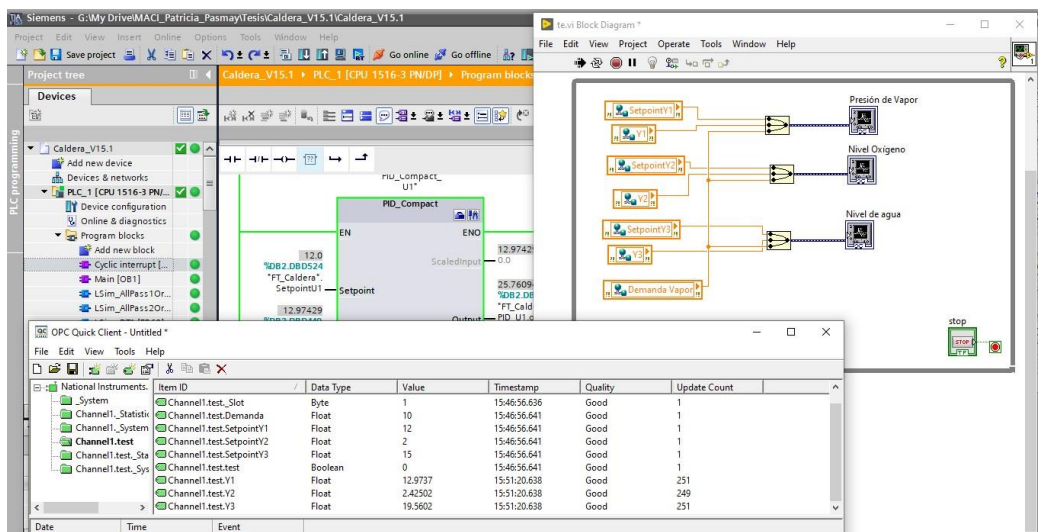 Siemens - G:\My Drive\MACI_Patricia_Pasmay\Tesis\Caldera_V15.1\Caldera_V15.1
Project Edit View Insert Online Options Tools Window Help
Save project
Go online
Go offline
Project tree
Caldera_V15.1 PLC_1 [CPU 1516-3 PN/DP] Program blocks
Devices
PLC programming
Caldera_V15.1
Add new device
Devices & networks
PLC_1 [CPU 1516-3 PN/...
Device configuration
Online & diagnostics
Program blocks
Add new block
Cyclic interrupt [...
Main [OB1]
LSim_AllPass1Or...
LSim_AllPass2Or...
U1"
PID_Compact
EN
ENO
12.0
%DB2.DBD524
"FT_Caldera".
SetpointU1
Setpoint
12.97429
ScaledInput
0.0
%DB2.DB
Output
te.vi Block Diagram *
File Edit View Project Operate Tools Window Help
SetpointY1
Y1
SetpointY2
Y2
SetpointY3
Y3
Demanda Vapor
Presión de Vapor
Nivel Oxígeno
Nivel de agua
stop
STOP
TF
OPC Quick Client - Untitled *
File Edit View Tools Help
National Instruments.
_System
Channel1._Statistic
Channel1._System
Channel1.test
Channel1.test._Sta
Channel1.test._Sys
Item ID Data Type Value Timestamp Quality Update Count
Channel1.test._Slot Byte 1 15:46:56.636 Good 1
Channel1.test.Demanda Float 10 15:46:56.641 Good 1
Channel1.test.SetpointY1 Float 12 15:46:56.641 Good 1
Channel1.test.SetpointY2 Float 2 15:46:56.641 Good 1
Channel1.test.SetpointY3 Float 15 15:46:56.641 Good 1
Channel1.test.test Boolean 0 15:46:56.641 Good 1
Channel1.test.Y1 Float 12.9737 15:51:20.638 Good 251
Channel1.test.Y2 Float 2.42502 15:51:20.638 Good 249
Channel1.test.Y3 Float 19.5602 15:51:20.638 Good 251
Date Time Event